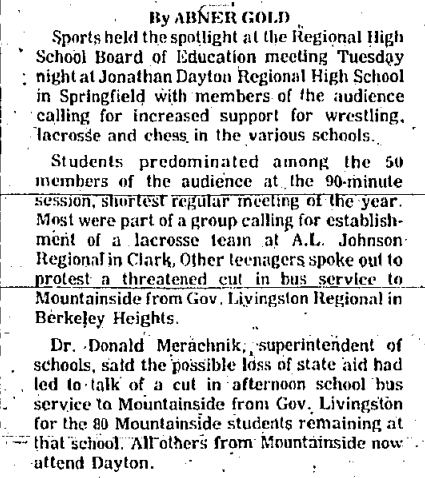 By ABNER GOLD
Sports held the spotlight at the Regional High
School Board of Education meeting Tuesday
night at Jonathan Dayton Regional High School
in Springfield with members of the audience
calling for increased support for wrestling,
lacrosse and chess in the various schools.
Students predominated among the 50
members of the audience at the 90-minute
session, shortest regular meeting of the year.
Most were part of a group calling for establish-
ment of a lacrosse team at A.L. Johnson
Regional in Clark. Other teenagers spoke out to
protest a threatened cut in bus service to
Mountainside from Gov. Livingston Regional in
Berkeley Heights.
Dr. Donald Merachnik, superintendent of
schools, said the possible loss of state aid had
led to talk of a cut in afternoon school bus
service to Mountainside from Gov. Livingston
for the 80 Mountainside students remaining at
that school. All others from Mountainside now
attend Dayton.